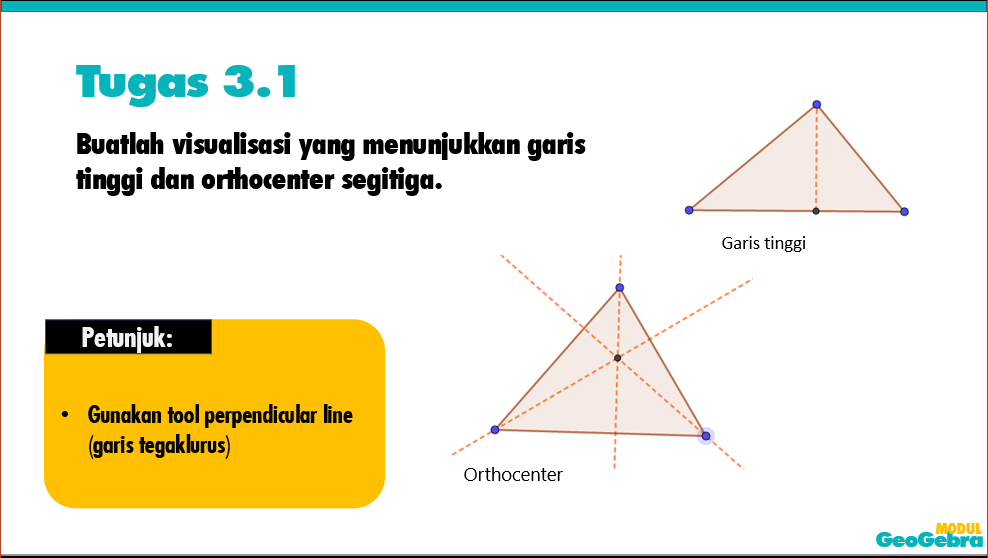 Tugas 3.1
Buatlah visualisasi yang menunjukkan garis
tinggi dan orthocenter segitiga.
Garis tinggi
Petunjuk:
• Gunakan tool perpendicular line
(garis tegaklurus)
Orthocenter
MODUL
GeoGebra